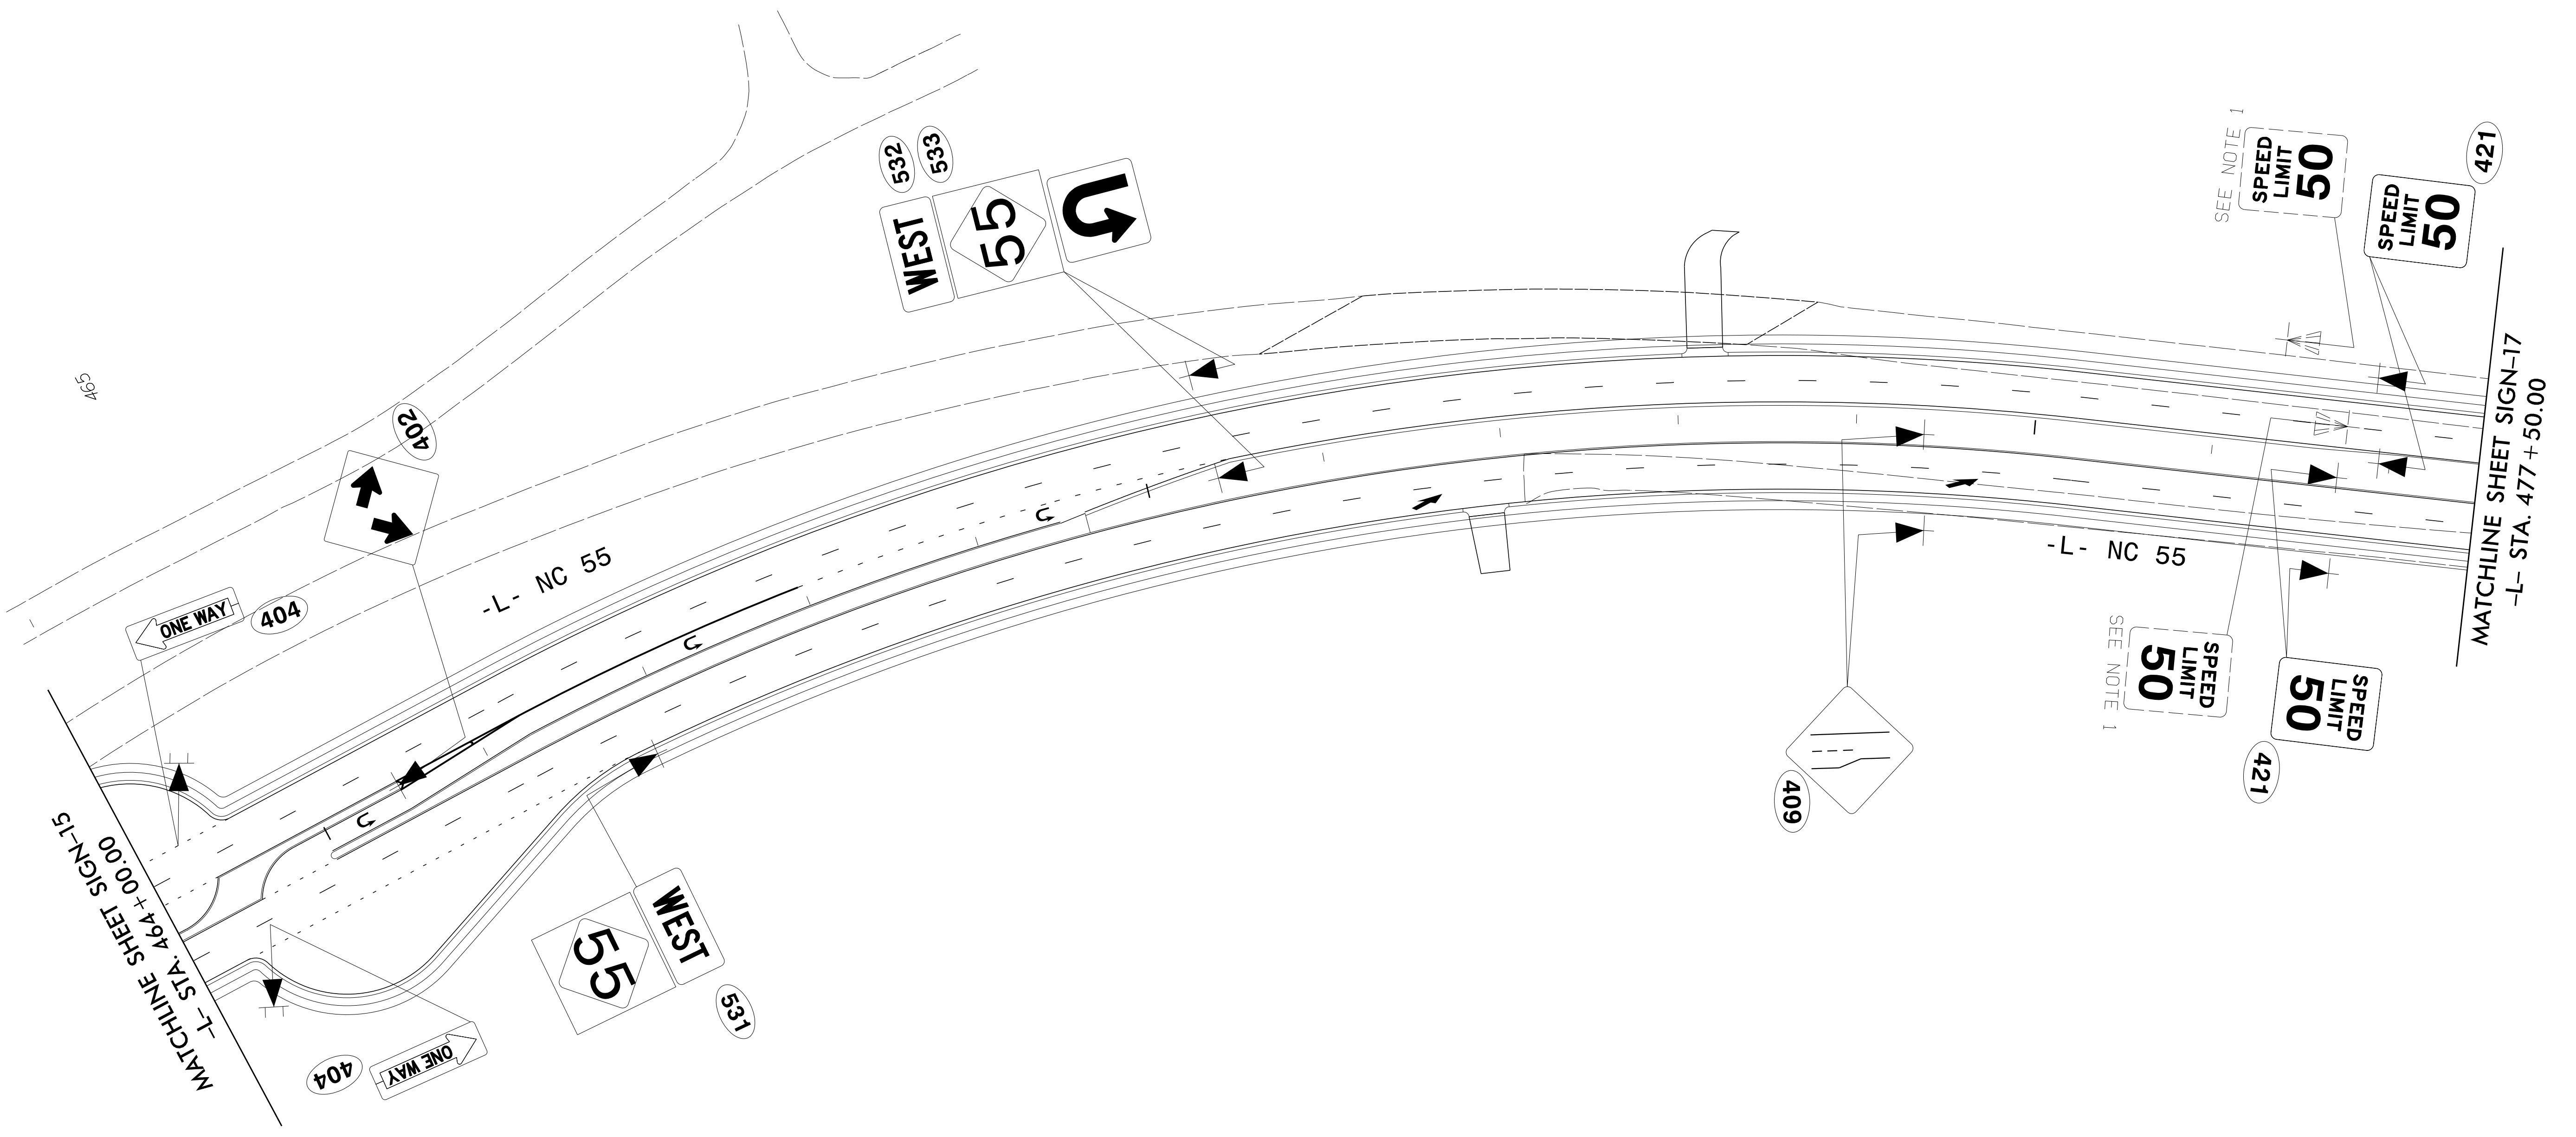 465
402
ONE WAY
404
-L- NC 55
532
533
WEST
55
SEE NOTE 1
SPEED
LIMIT
50
SPEED
LIMIT
50
421
MATCHLINE SHEET SIGN-17
-L- STA. 477+50.00
-L- NC 55
SEE NOTE 1
SPEED
LIMIT
50
SPEED
LIMIT
50
421
409
WEST
55
531
ONE WAY
404
MATCHLINE SHEET SIGN-15
-L- STA. 464+00.00